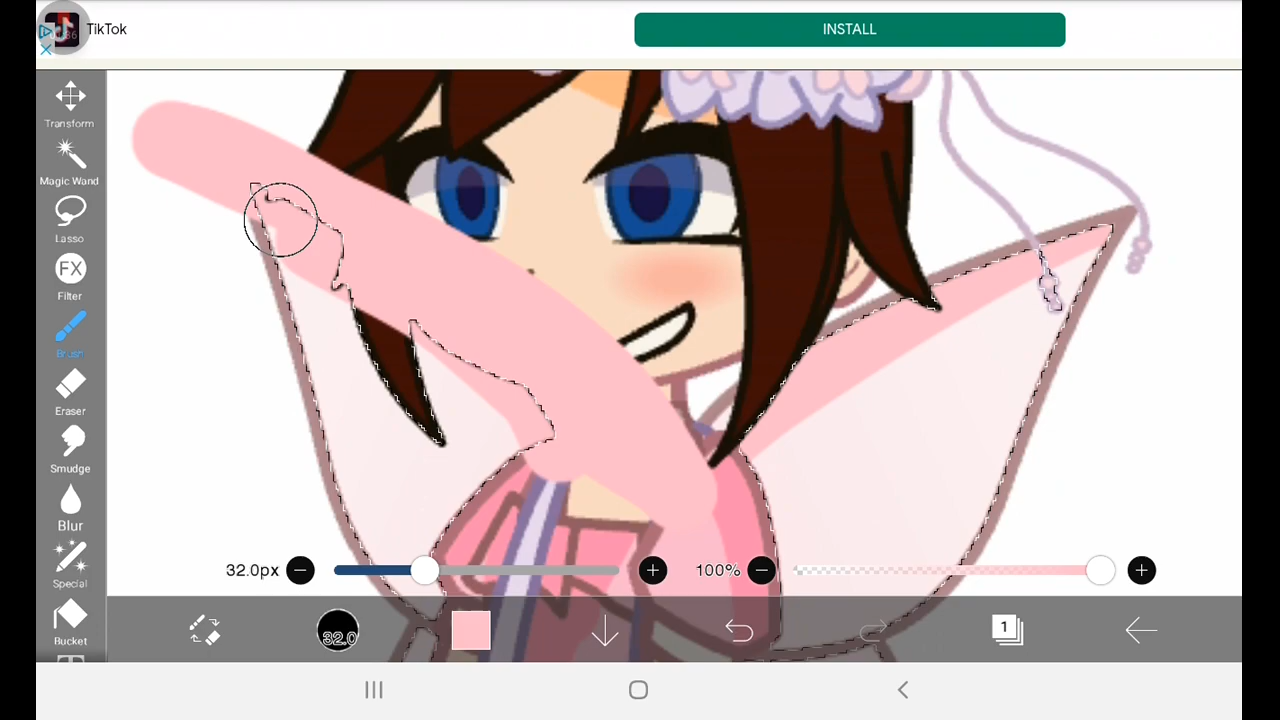 TikTok
INSTALL
Transform
Magic Wand
Lasso
FX
Filter
Brush
Eraser
Smudge
Blur
Special
Bucket
32.0px
100%
32.0
1